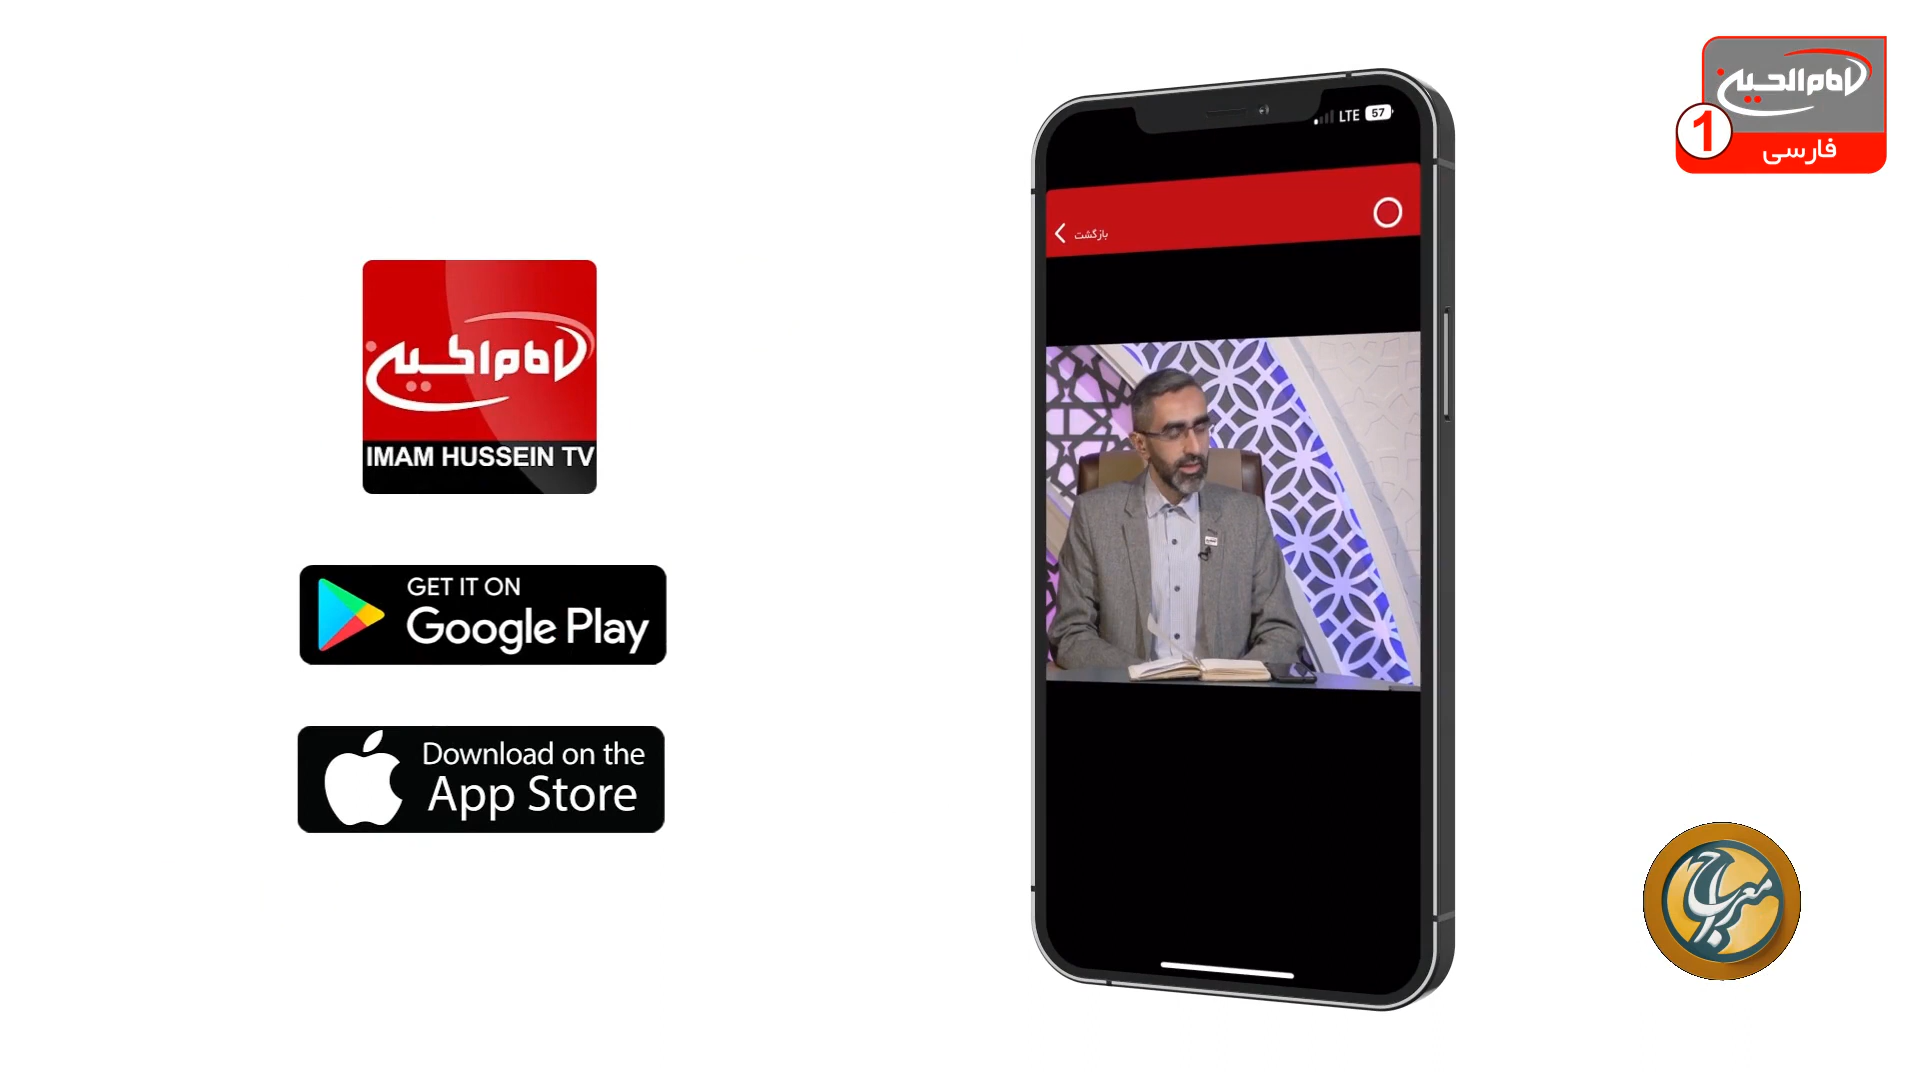 امام الحسین
IMAM HUSSEIN TV
GET IT ON
Google Play
Download on the
App Store
LTE 57
بازگشت
امام الحسین
1
فارسی
معراج